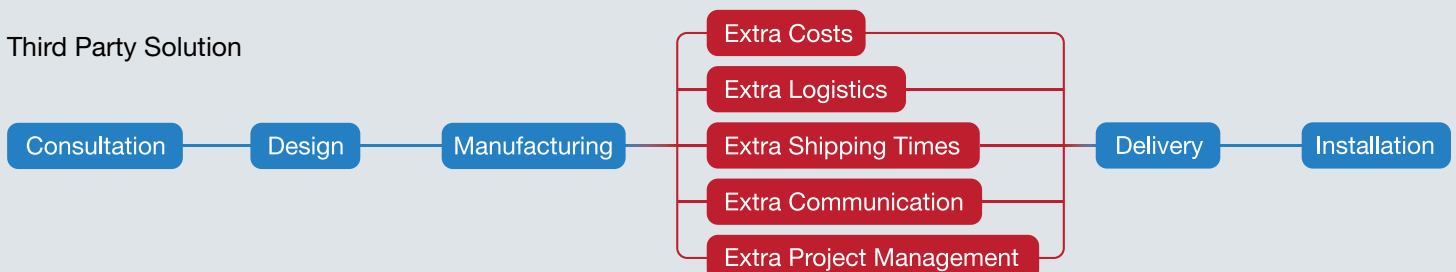 Third Party Solution
Consultation
Design
Manufacturing
Extra Costs
Extra Logistics
Extra Shipping Times
Extra Communication
Extra Project Management
Delivery
Installation